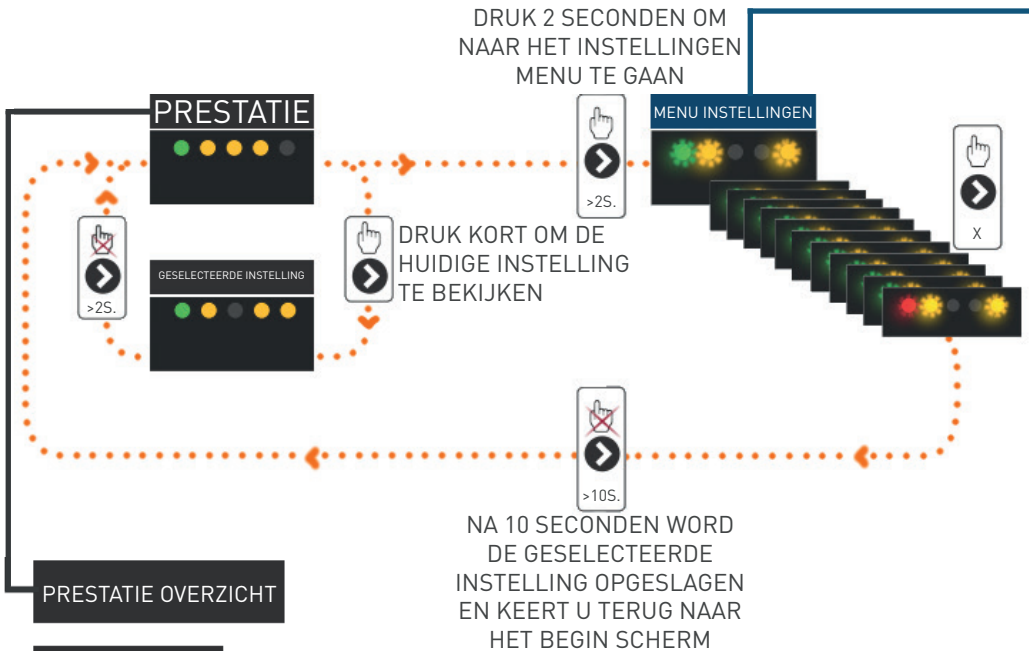 DRUK 2 SECONDEN OM
NAAR HET INSTELLINGEN
MENU TE GAAN
PRESTATIE
>2S.
MENU INSTELLINGEN
X
>2S.
GESELECTEERDE INSTELLING
DRUK KORT OM DE
HUIDIGE INSTELLING
TE BEKIJKEN
>10S.
NA 10 SECONDEN WORD
DE GESELECTEERDE
INSTELLING OPGESLAGEN
EN KEERT U TERUG NAAR
HET BEGIN SCHERM
PRESTATIE OVERZICHT